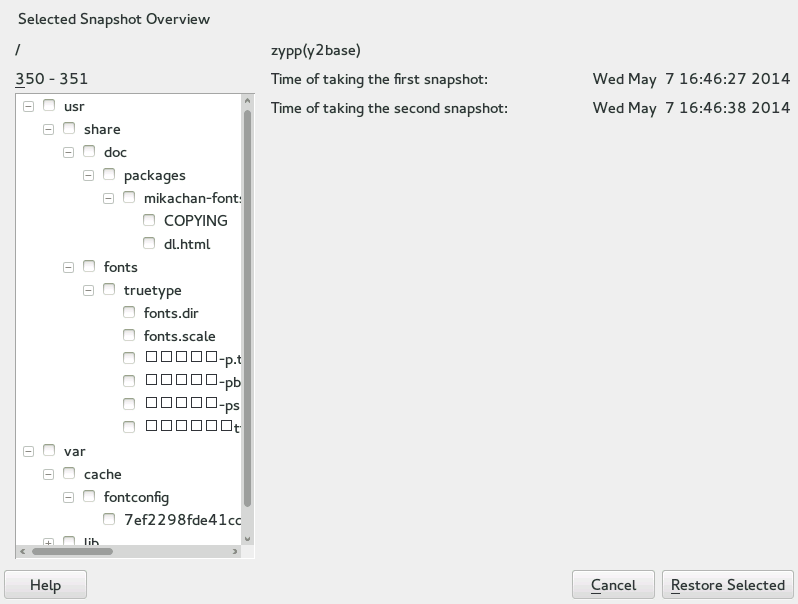 Selected Snapshot Overview
/
zypp(y2base)
350 - 351
Time of taking the first snapshot: Wed May 7 16:46:27 2014
Time of taking the second snapshot: Wed May 7 16:46:38 2014
usr
share
doc
packages
mikachan-fonts
COPYING
dl.html
fonts
truetype
fonts.dir
fonts.scale
□□□□□-p.t
□□□□□-pb
□□□□□-ps
□□□□□□t
var
cache
fontconfig
7ef2298fde41cc
lib
Help
Cancel
Restore Selected